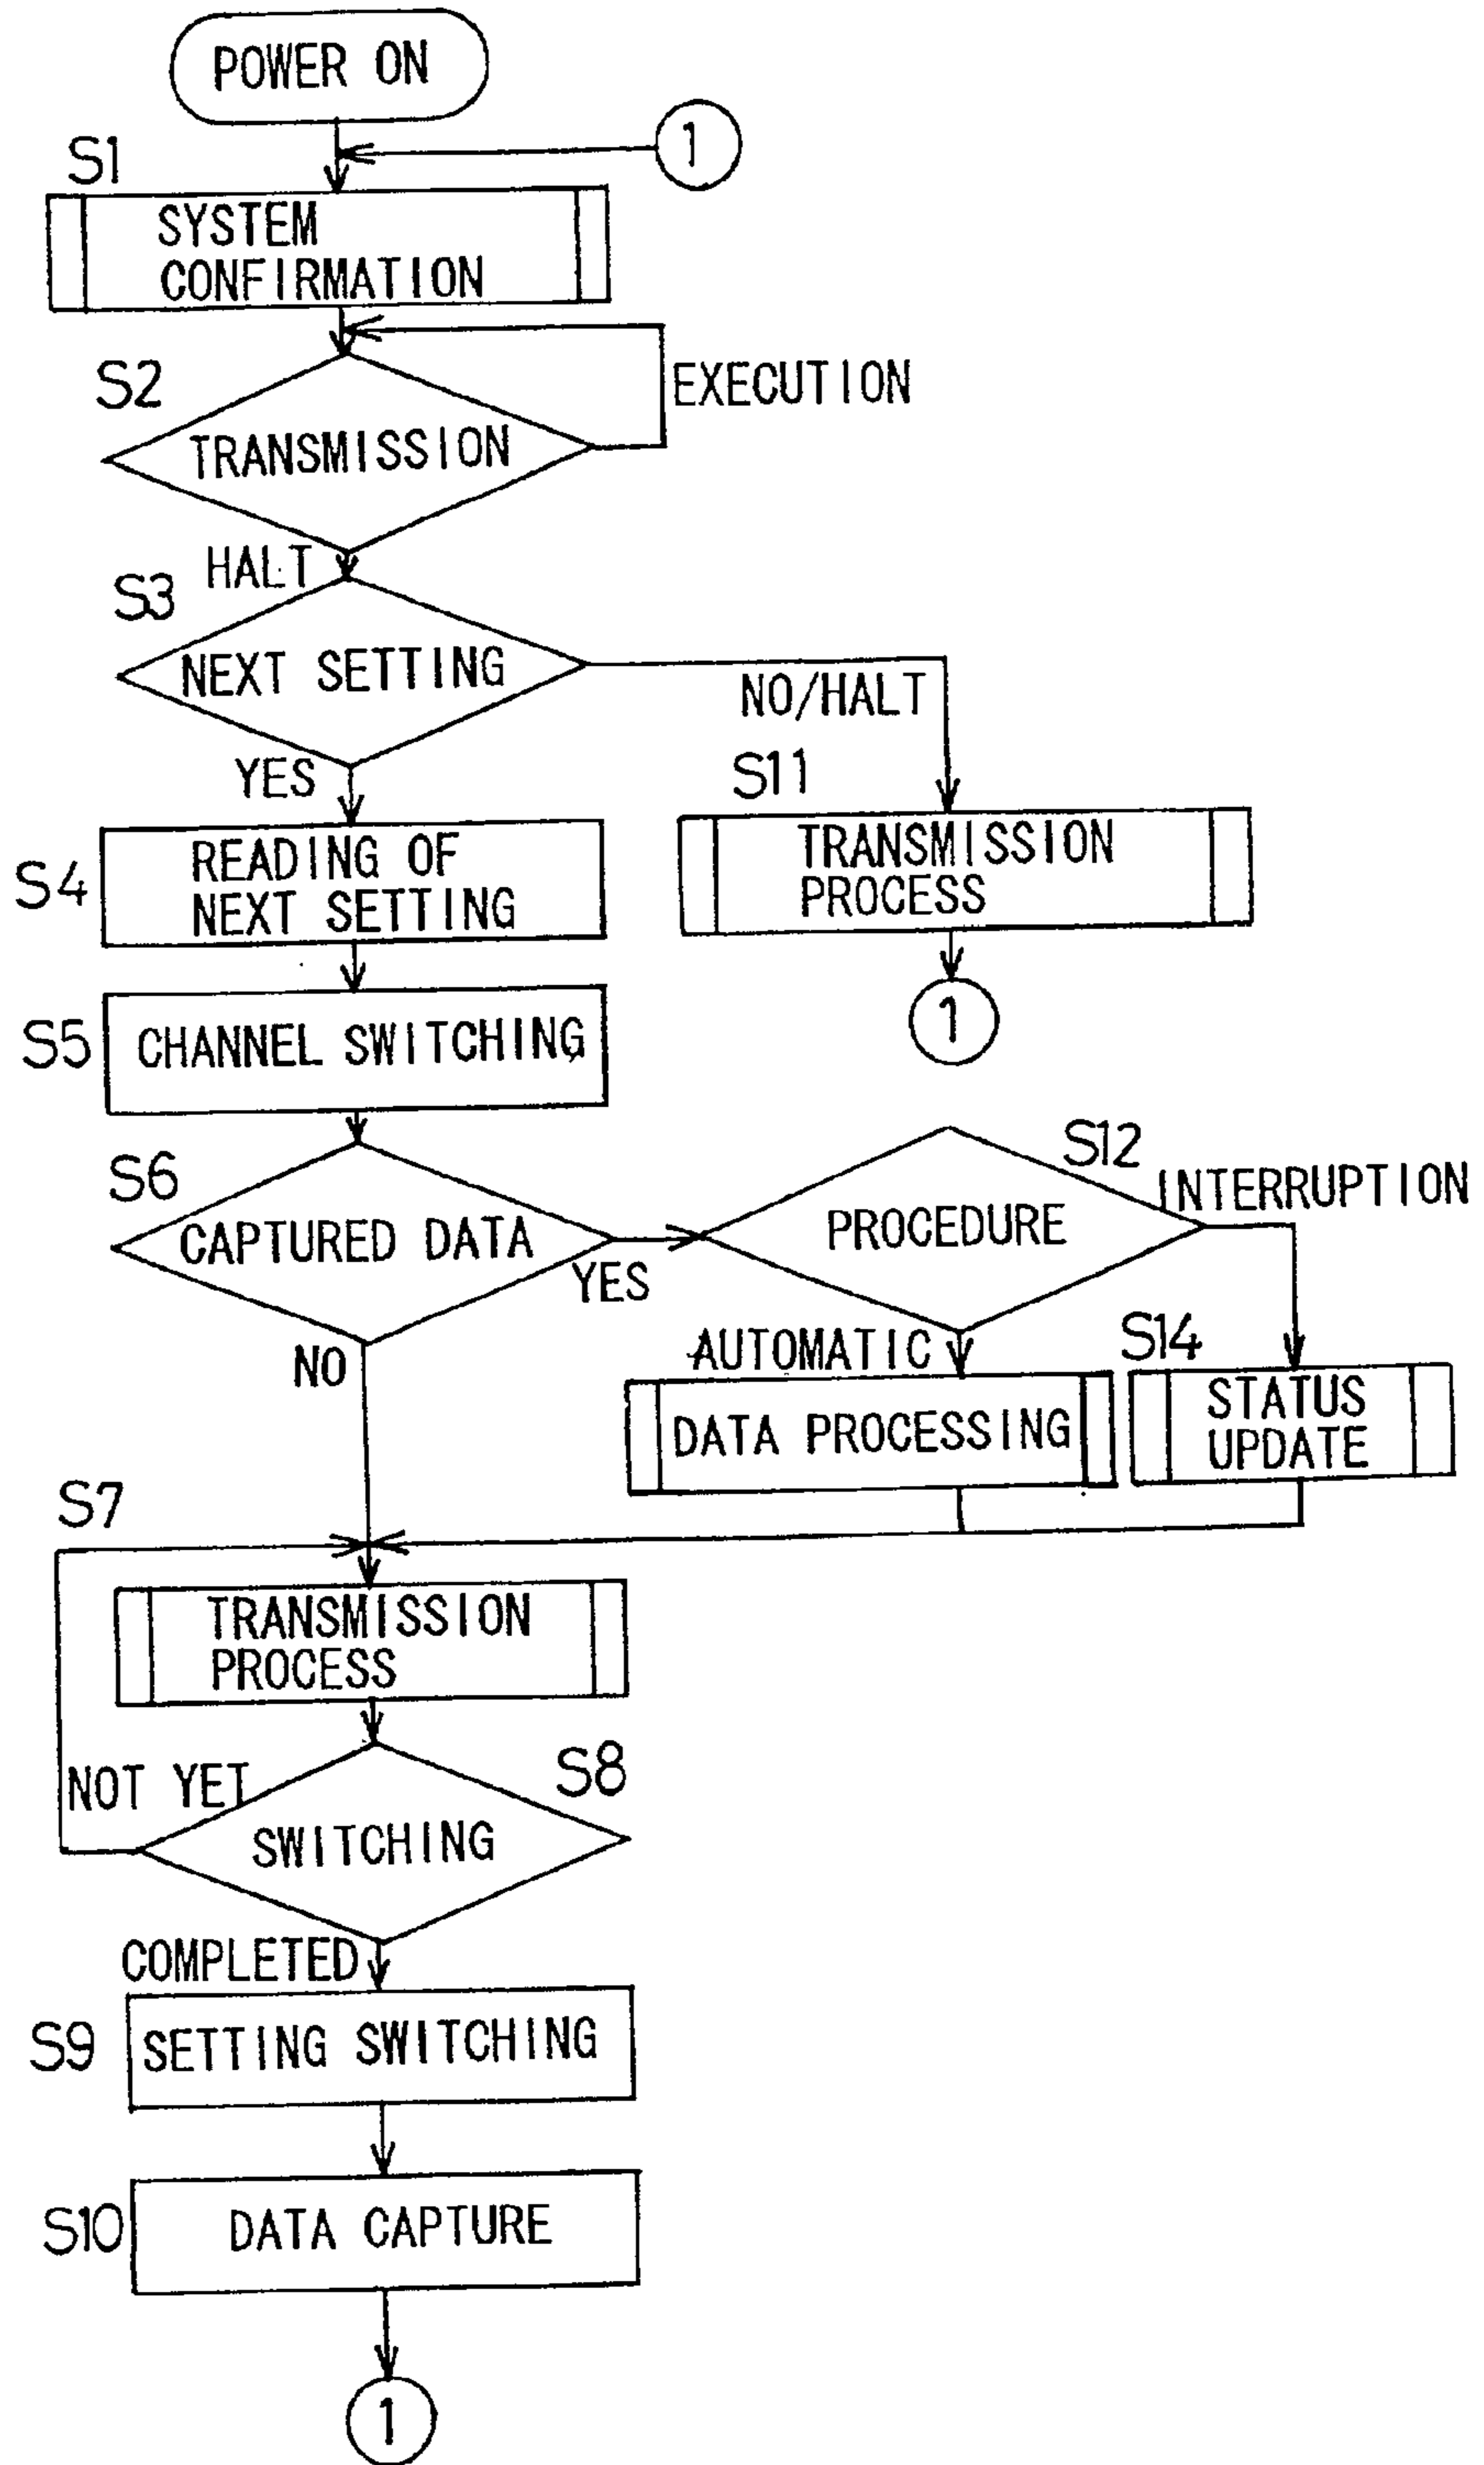 POWER ON
1
S1
SYSTEM
CONFIRMATION
S2
EXECUTION
TRANSMISSION
HALT
S3
NEXT SETTING
NO/HALT
YES
S11
S4
READING OF
NEXT SETTING
TRANSMISSION
PROCESS
S5
CHANNEL SWITCHING
1
S6
CAPTURED DATA
YES
S12
INTERRUPTION
PROCEDURE
NO
AUTOMATIC
S14
DATA PROCESSING
STATUS
UPDATE
S7
TRANSMISSION
PROCESS
NOT YET
S8
SWITCHING
COMPLETED
S9
SETTING SWITCHING
S10
DATA CAPTURE
1